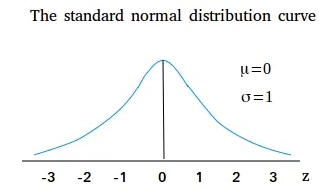 The standard normal distribution curve
μ=0
σ=1
-3 -2 -1 0 1 2 3 z